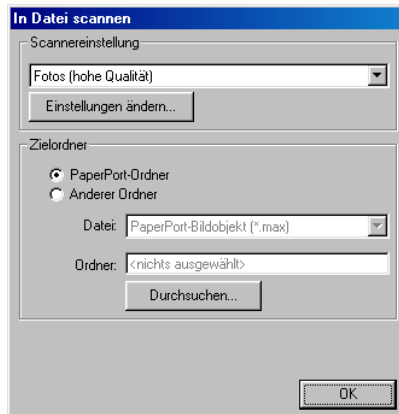 In Datei scannen
Scannereinstellung
Fotos (hohe Qualität)
Einstellungen ändern...
Zielordner
PaperPort-Ordner
Anderer Ordner
Datei: PaperPort-Bildobjekt (*.max)
Ordner: <nichts ausgewählt>
Durchsuchen...
OK